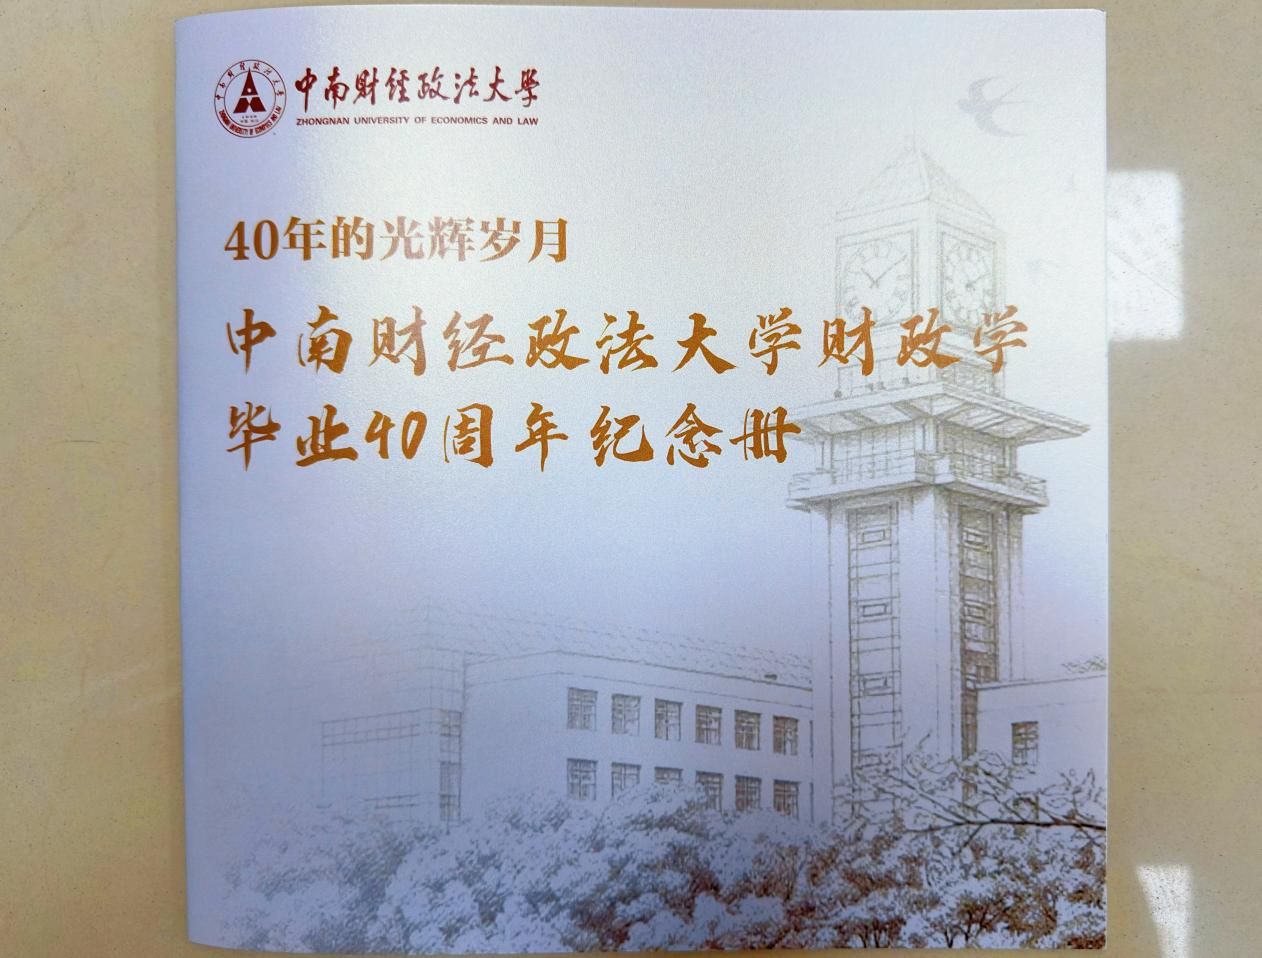 中南财经政法大学
ZHONGNAN UNIVERSITY OF ECONOMICS AND LAW
40年的光辉岁月
中南财经政法大学财政学
毕业40周年纪念册